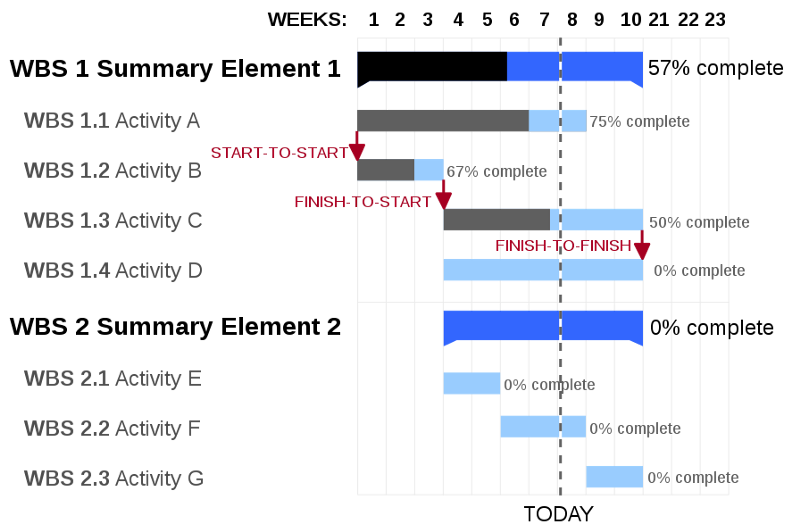 WEEKS: 1 2 3 4 5 6 7 8 9 10 21 22 23
WBS 1 Summary Element 1 57% complete
WBS 1.1 Activity A 75% complete
START-TO-START
WBS 1.2 Activity B 67% complete
FINISH-TO-START
WBS 1.3 Activity C 50% complete
FINISH-TO-FINISH
WBS 1.4 Activity D 0% complete
WBS 2 Summary Element 2 0% complete
WBS 2.1 Activity E 0% complete
WBS 2.2 Activity F 0% complete
WBS 2.3 Activity G 0% complete
TODAY